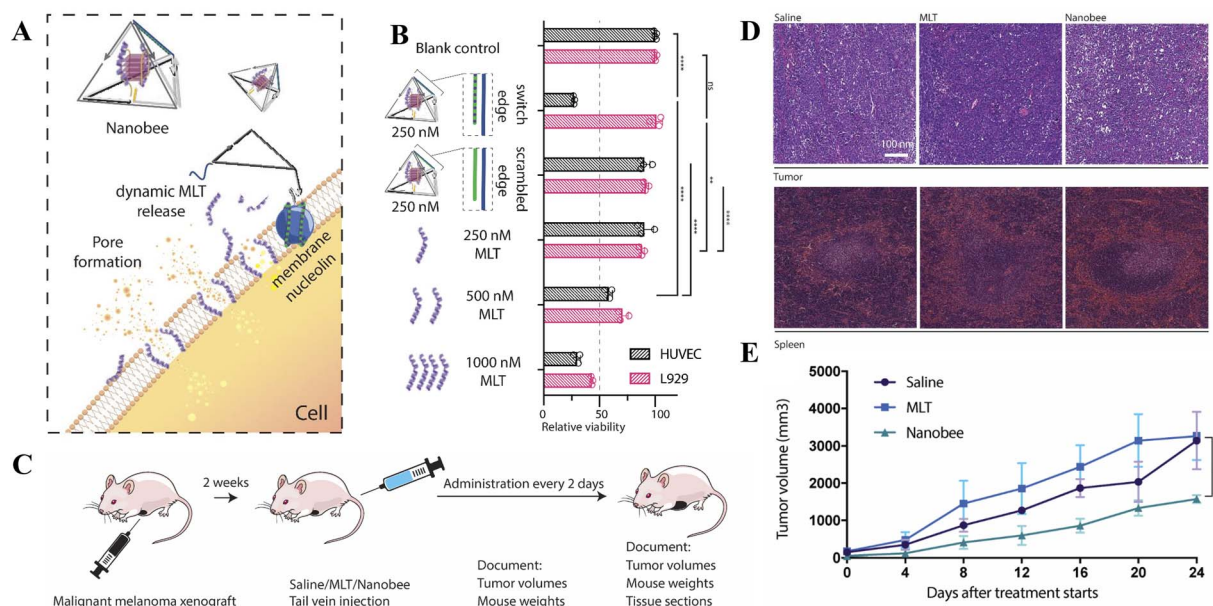 A
Nanobee
dynamic MLT
release
Pore
formation
membrane
nucleolin
Cell
B
Blank control
250 nM
switch
edge
250 nM
scrambled
edge
250 nM
MLT
500 nM
MLT
1000 nM
MLT
****
ns
****
****
**
****
HUVEC
L929
0 50 100
Relative viability
C
2 weeks
Administration every 2 days
Malignant melanoma xenograft
Saline/MLT/Nanobee
Tail vein injection
Document:
Tumor volumes
Mouse weights
Document:
Tumor volumes
Mouse weights
Tissue sections
D
Saline MLT Nanobee
100 nm
Tumor
Spleen
E
Tumor volume (mm3)
5000
4000
3000
2000
1000
0
Saline
MLT
Nanobee
0 4 8 12 16 20 24
Days after treatment starts